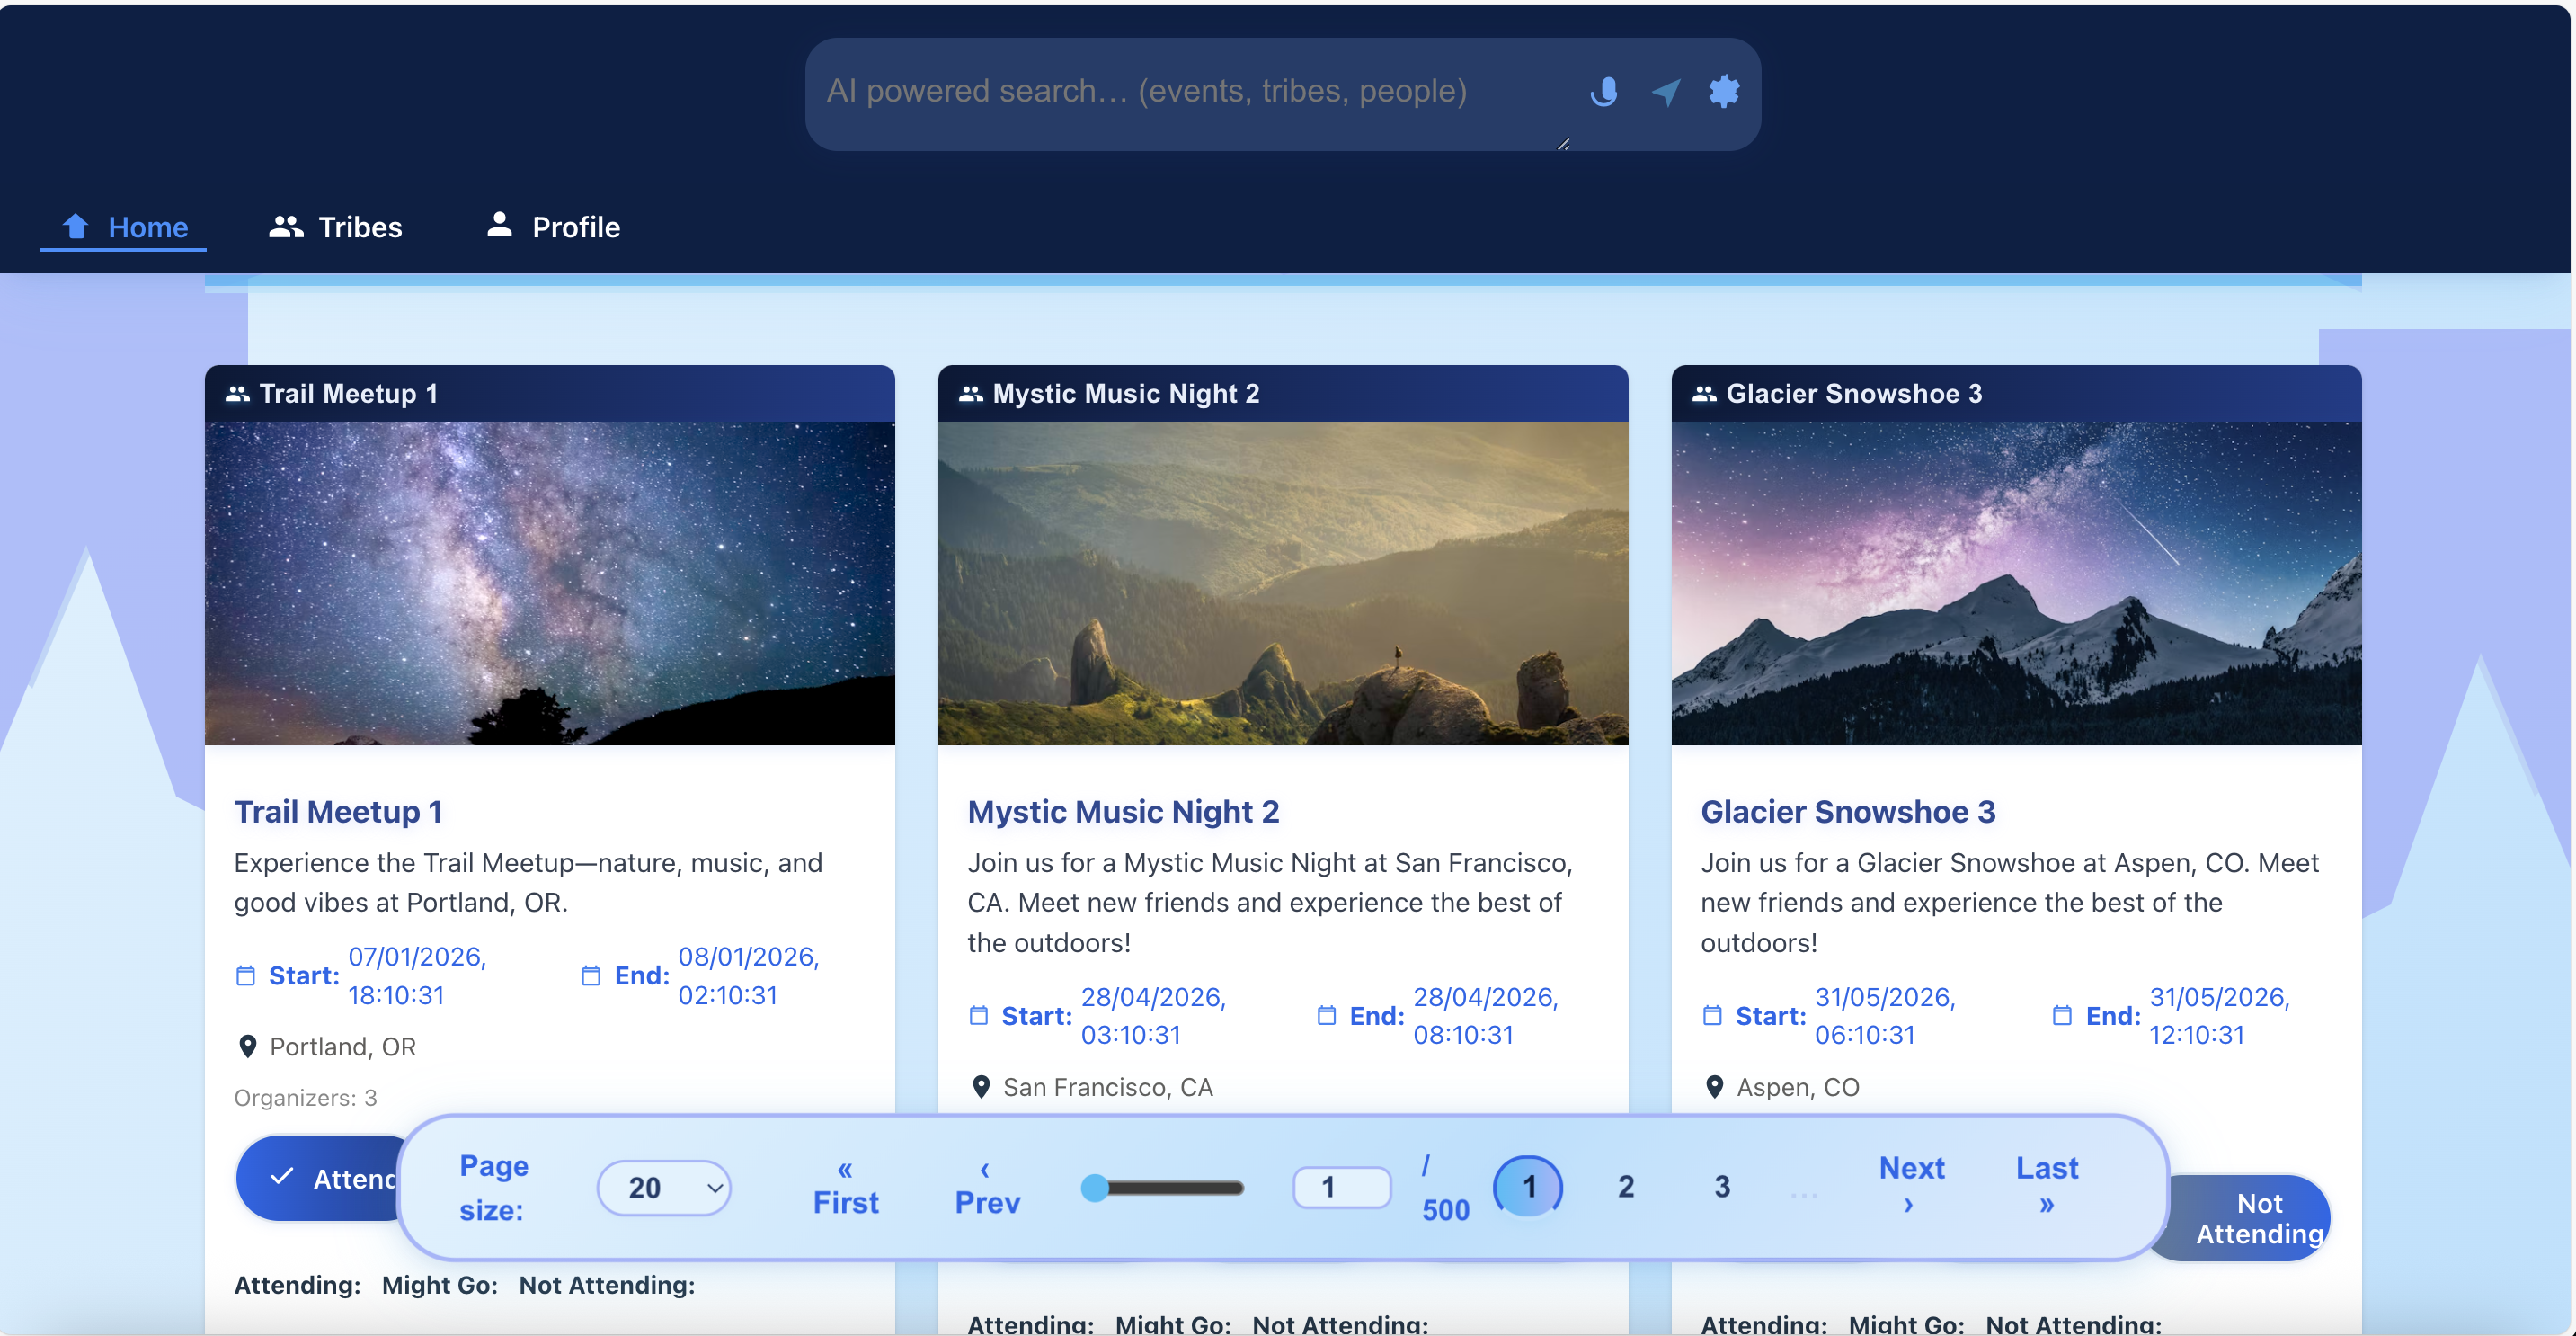 AI powered search... (events, tribes, people)
Home
Tribes
Profile
Trail Meetup 1
Trail Meetup 1
Experience the Trail Meetup—nature, music, and
good vibes at Portland, OR.
Start: 07/01/2026,
18:10:31
End: 08/01/2026,
02:10:31
Portland, OR
Organizers: 3
Attend
Attending: Might Go: Not Attending:
Mystic Music Night 2
Mystic Music Night 2
Join us for a Mystic Music Night at San Francisco,
CA. Meet new friends and experience the best of
the outdoors!
Start: 28/04/2026,
03:10:31
End: 28/04/2026,
08:10:31
San Francisco, CA
Attending: Might Go: Not Attending:
Glacier Snowshoe 3
Glacier Snowshoe 3
Join us for a Glacier Snowshoe at Aspen, CO. Meet
new friends and experience the best of the
outdoors!
Start: 31/05/2026,
06:10:31
End: 31/05/2026,
12:10:31
Aspen, CO
Not
Attending
Attending: Might Go: Not Attending:
Page
size:
20
«
First
‹
Prev
1
/
500
1
2
3
...
Next
›
Last
»